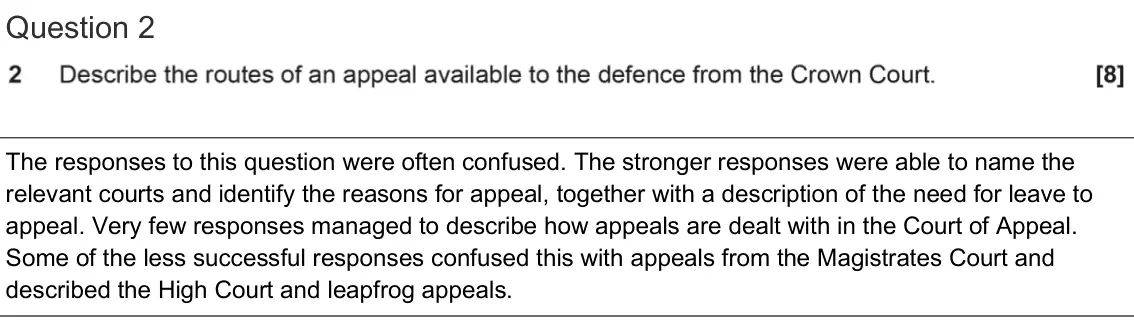 Question 2
2 Describe the routes of an appeal available to the defence from the Crown Court. [8]
The responses to this question were often confused. The stronger responses were able to name the
relevant courts and identify the reasons for appeal, together with a description of the need for leave to
appeal. Very few responses managed to describe how appeals are dealt with in the Court of Appeal.
Some of the less successful responses confused this with appeals from the Magistrates Court and
described the High Court and leapfrog appeals.